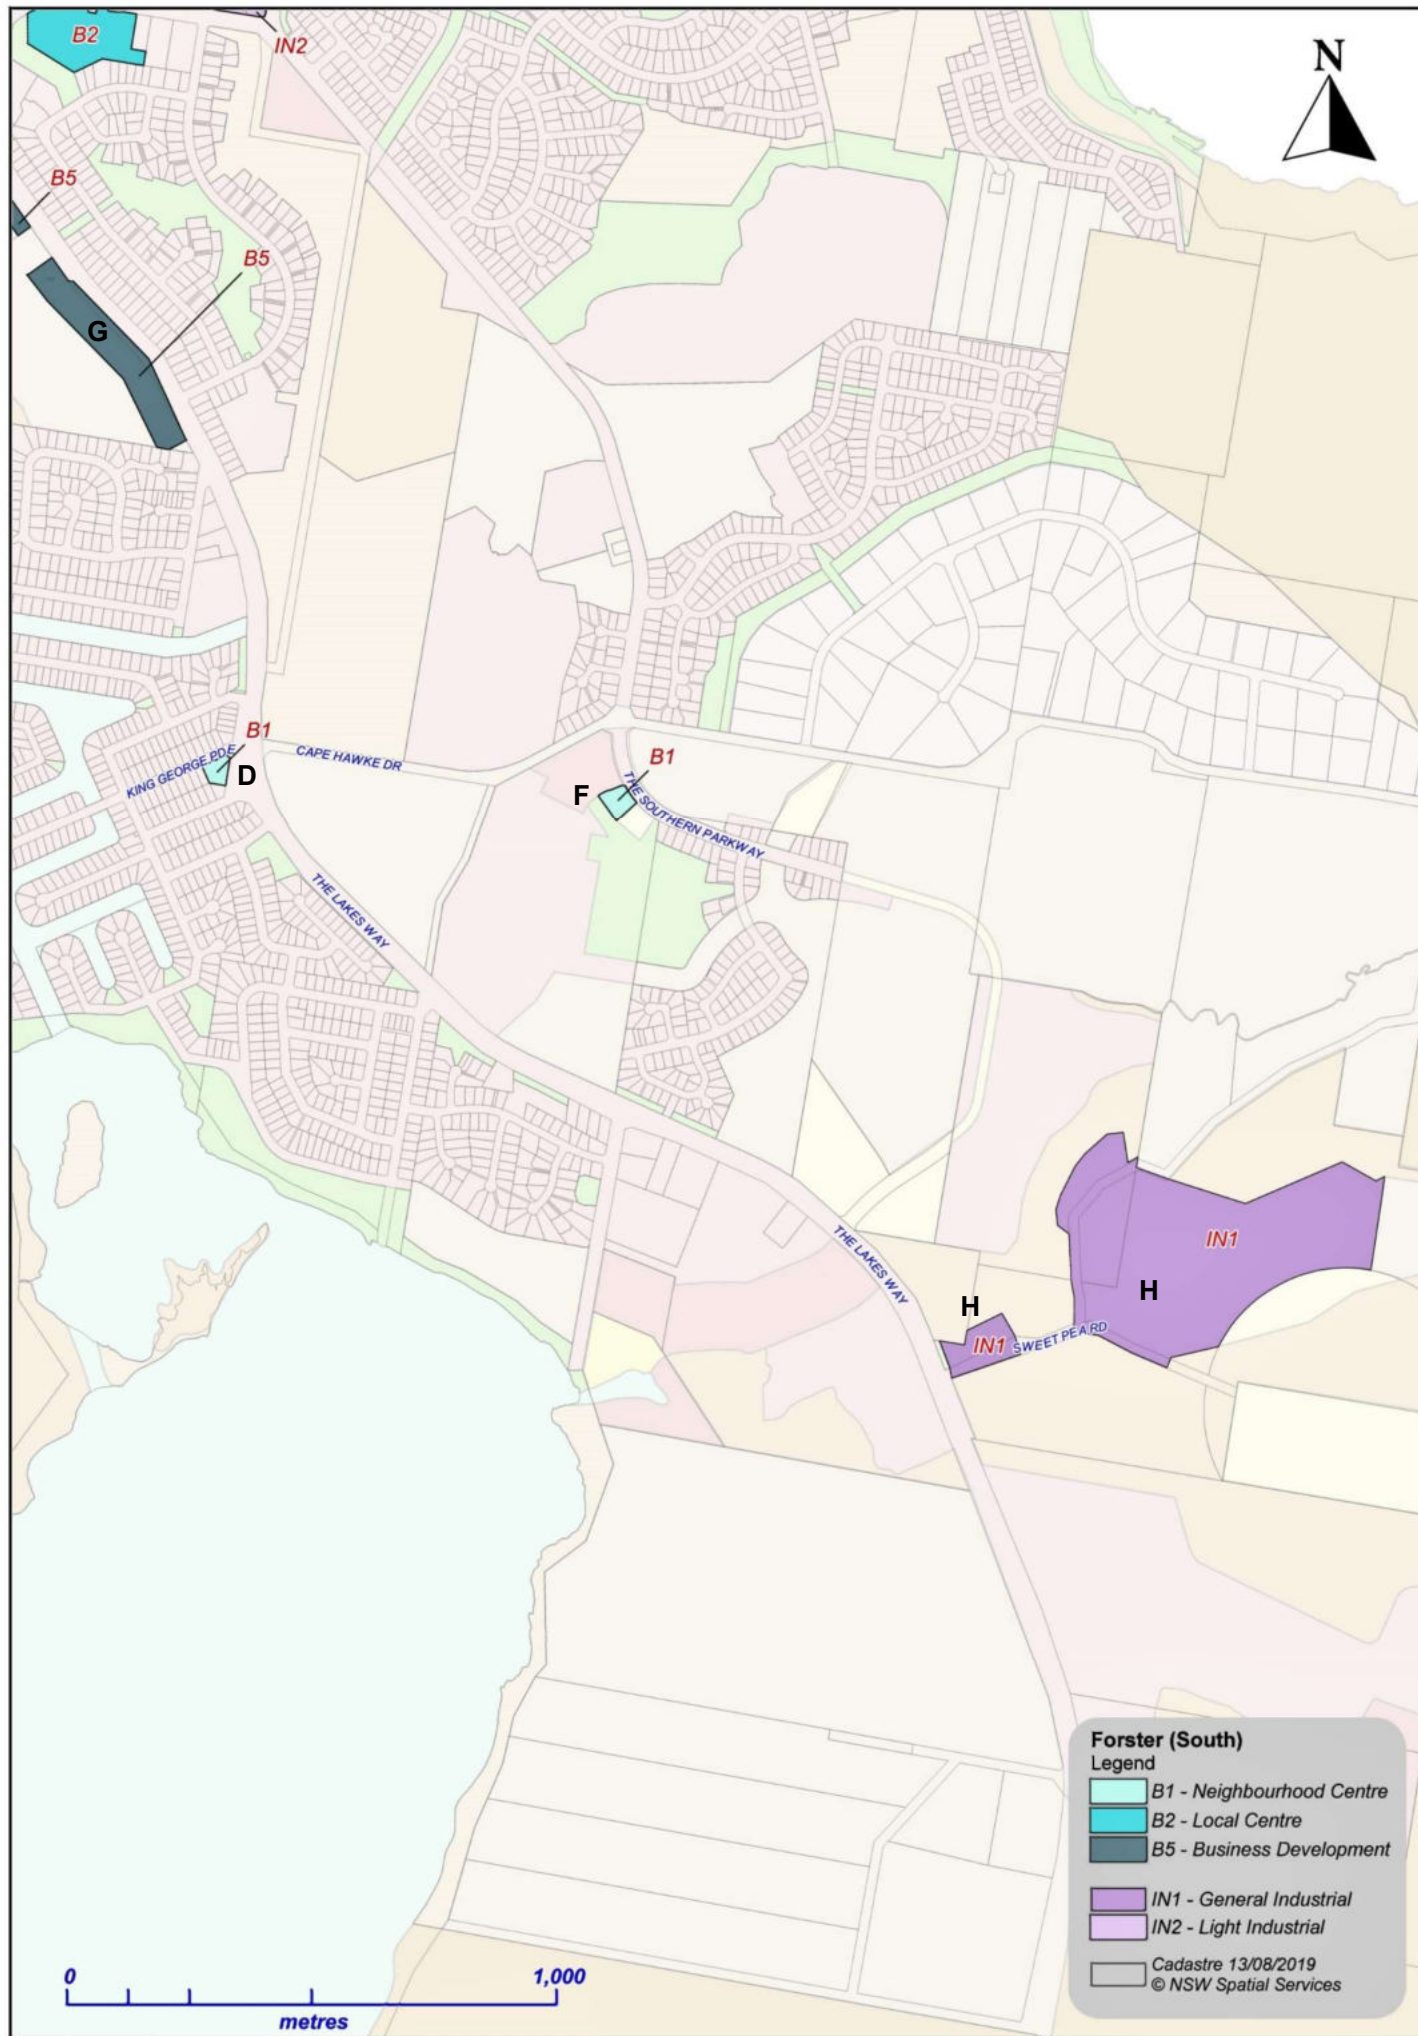 B2
IN2
N
B5
B5
G
B1
KING GEORGE PDE
D
CAPE HAWKE DR
B1
F
THE SOUTHERN PARKWAY
THE LAKES WAY
IN1
THE LAKES WAY
H
H
IN1
SWEET PEA RD
Forster (South)
Legend
B1 - Neighbourhood Centre
B2 - Local Centre
B5 - Business Development
IN1 - General Industrial
IN2 - Light Industrial
Cadastre 13/08/2019
© NSW Spatial Services
0 1,000
metres